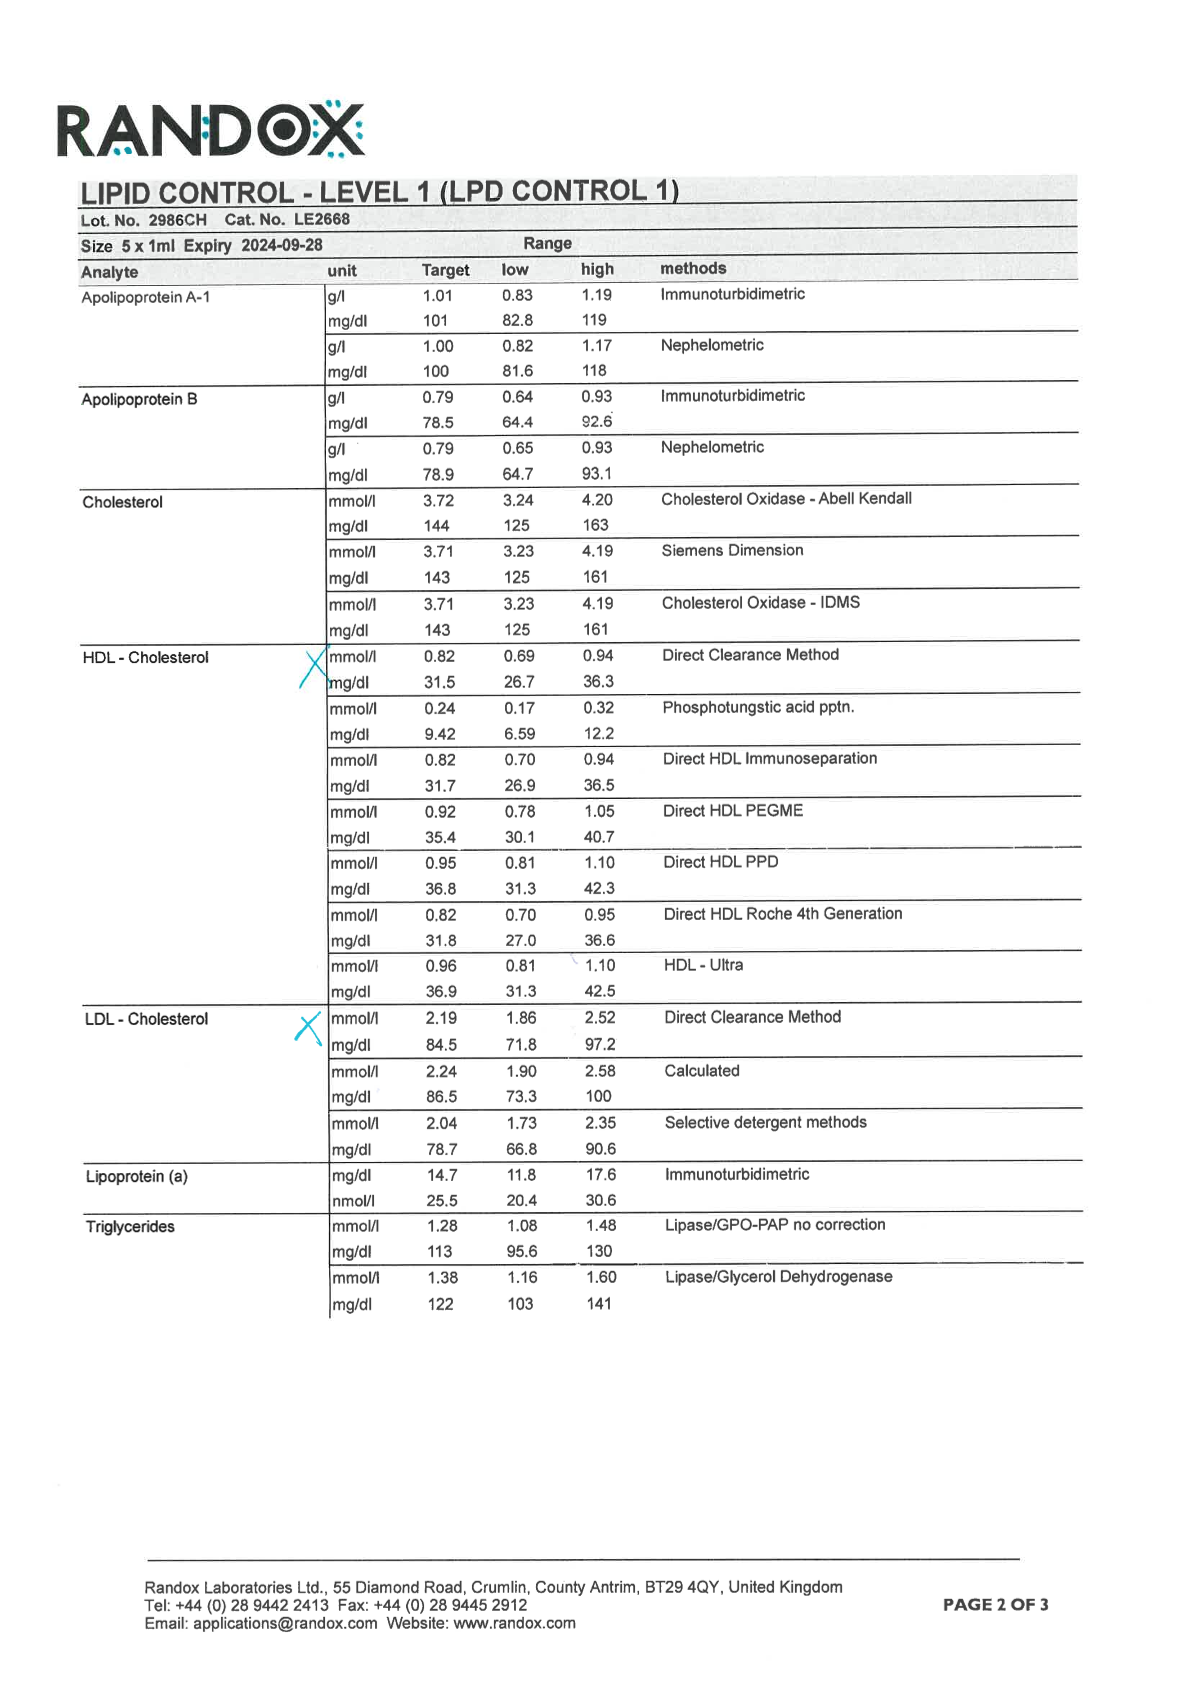 RANDOX
LIPID CONTROL - LEVEL 1 (LPD CONTROL 1)
Lot. No. 2986CH Cat. No. LE2668
Size 5 x 1ml Expiry 2024-09-28 Range
Analyte unit Target low high methods
Apolipoprotein A-1 g/l 1.01 0.83 1.19 Immunoturbidimetric
mg/dl 101 82.8 119
g/l 1.00 0.82 1.17 Nephelometric
mg/dl 100 81.6 118
Apolipoprotein B g/l 0.79 0.64 0.93 Immunoturbidimetric
mg/dl 78.5 64.4 92.6
g/l 0.79 0.65 0.93 Nephelometric
mg/dl 78.9 64.7 93.1
Cholesterol mmol/l 3.72 3.24 4.20 Cholesterol Oxidase - Abell Kendall
mg/dl 144 125 163
mmol/l 3.71 3.23 4.19 Siemens Dimension
mg/dl 143 125 161
mmol/l 3.71 3.23 4.19 Cholesterol Oxidase - IDMS
mg/dl 143 125 161
HDL - Cholesterol mmol/l 0.82 0.69 0.94 Direct Clearance Method
mg/dl 31.5 26.7 36.3
mmol/l 0.24 0.17 0.32 Phosphotungstic acid pptn.
mg/dl 9.42 6.59 12.2
mmol/l 0.82 0.70 0.94 Direct HDL Immunoseparation
mg/dl 31.7 26.9 36.5
mmol/l 0.92 0.78 1.05 Direct HDL PEGME
mg/dl 35.4 30.1 40.7
mmol/l 0.95 0.81 1.10 Direct HDL PPD
mg/dl 36.8 31.3 42.3
mmol/l 0.82 0.70 0.95 Direct HDL Roche 4th Generation
mg/dl 31.8 27.0 36.6
mmol/l 0.96 0.81 1.10 HDL - Ultra
mg/dl 36.9 31.3 42.5
LDL - Cholesterol mmol/l 2.19 1.86 2.52 Direct Clearance Method
mg/dl 84.5 71.8 97.2
mmol/l 2.24 1.90 2.58 Calculated
mg/dl 86.5 73.3 100
mmol/l 2.04 1.73 2.35 Selective detergent methods
mg/dl 78.7 66.8 90.6
Lipoprotein (a) mg/dl 14.7 11.8 17.6 Immunoturbidimetric
nmol/l 25.5 20.4 30.6
Triglycerides mmol/l 1.28 1.08 1.48 Lipase/GPO-PAP no correction
mg/dl 113 95.6 130
mmol/l 1.38 1.16 1.60 Lipase/Glycerol Dehydrogenase
mg/dl 122 103 141
Randox Laboratories Ltd., 55 Diamond Road, Crumlin, County Antrim, BT29 4QY, United Kingdom
Tel: +44 (0) 28 9442 2413 Fax: +44 (0) 28 9445 2912
Email: applications@randox.com Website: www.randox.com
PAGE 2 OF 3